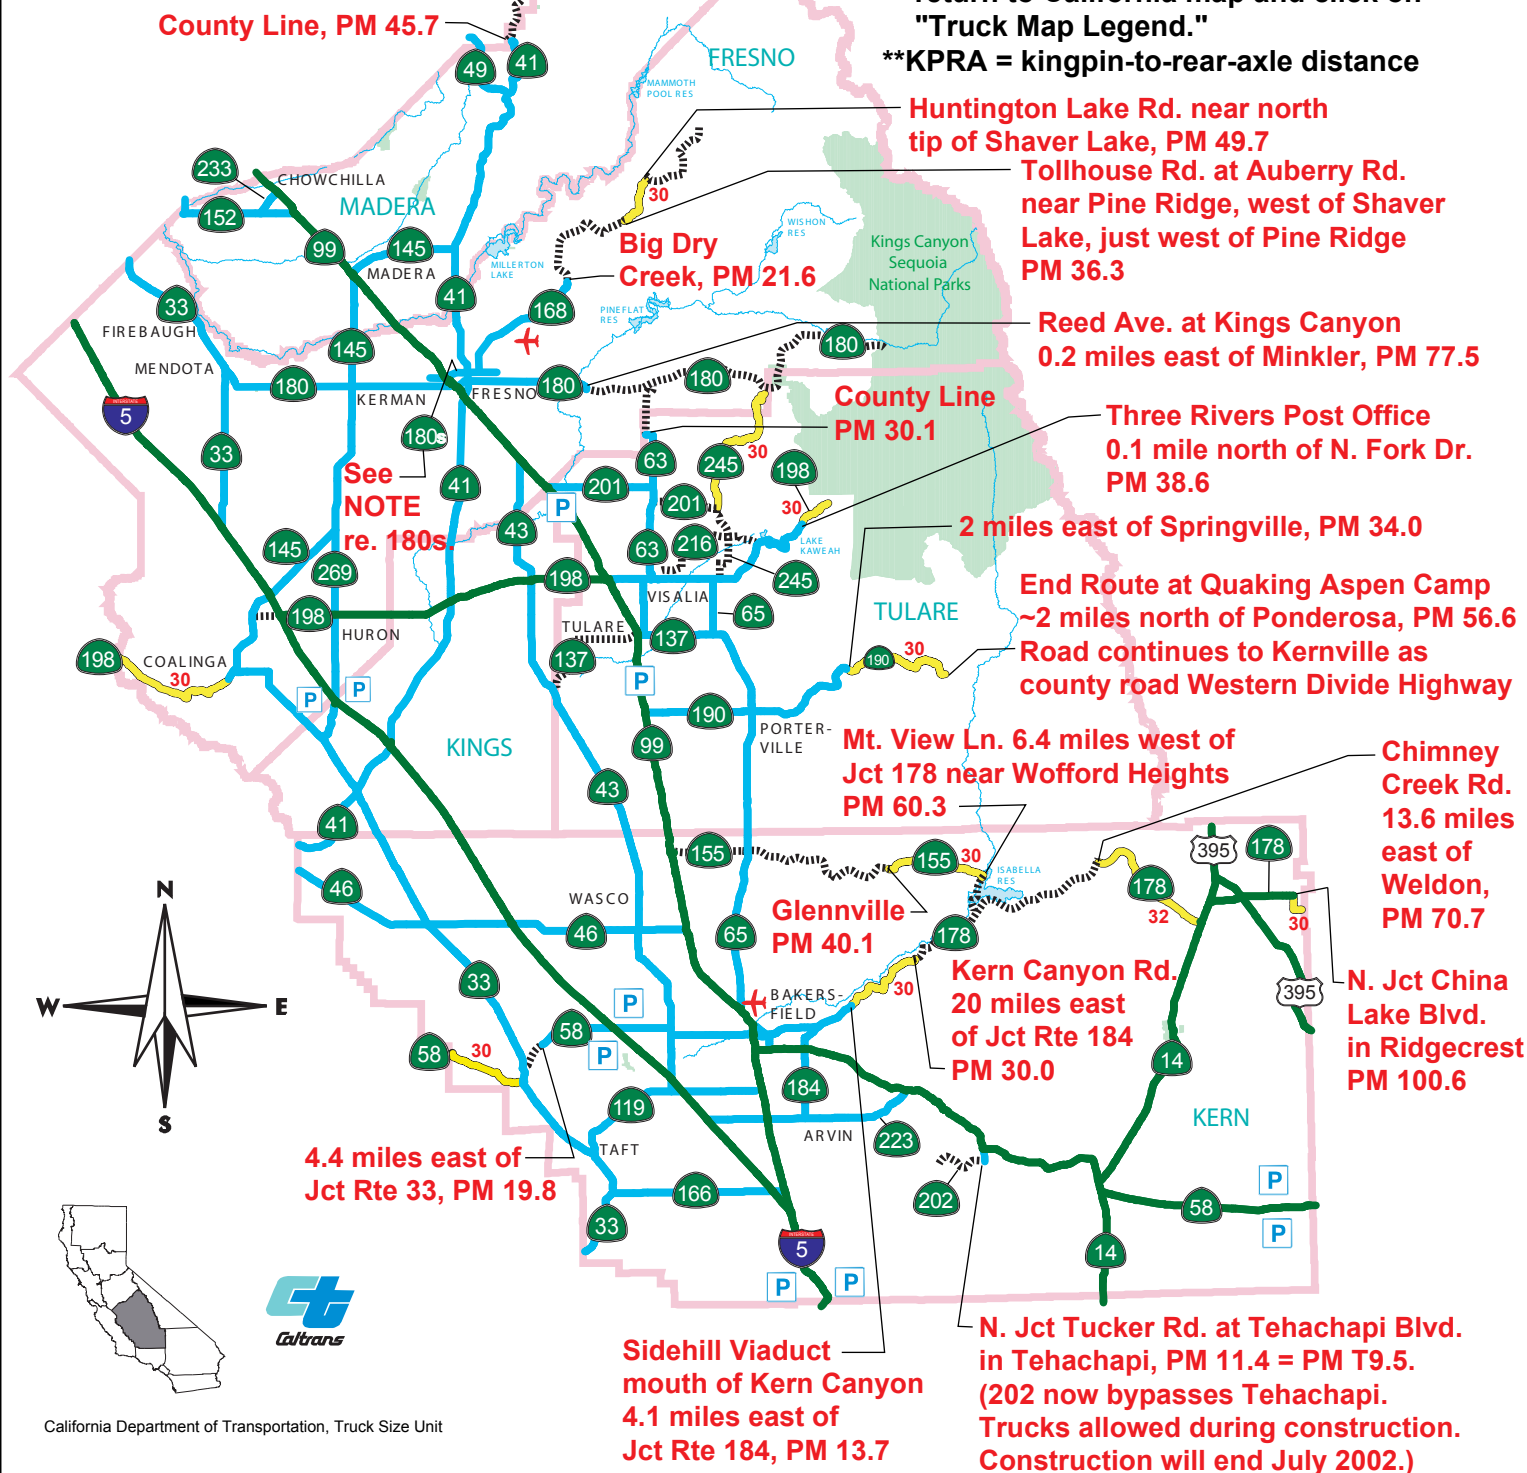 return to California map and click on
"Truck Map Legend."
**KPRA = kingpin-to-rear-axle distance
County Line, PM 45.7
49
41
FRESNO
MAMMOTH
POOL RES
Huntington Lake Rd. near north
tip of Shaver Lake, PM 49.7
Tollhouse Rd. at Auberry Rd.
near Pine Ridge, west of Shaver
Lake, just west of Pine Ridge
PM 36.3
233
CHOWCHILLA
MADERA
152
99
145
MADERA
30
WISHON
RES
Kings Canyon
Sequoia
National Parks
Big Dry
Creek, PM 21.6
MILLERTON
LAKE
41
168
33
FIREBAUGH
PINEFLAT
RES
Reed Ave. at Kings Canyon
0.2 miles east of Minkler, PM 77.5
145
180
MENDOTA
180
KERMAN
FRESNO
180
180
INTERSTATE
5
County Line
PM 30.1
Three Rivers Post Office
0.1 mile north of N. Fork Dr.
PM 38.6
180s
33
See
NOTE
re. 180s.
41
63
245
30
198
201
P
201
30
2 miles east of Springville, PM 34.0
43
145
63
216
LAKE
KAWEAH
269
198
245
End Route at Quaking Aspen Camp
~2 miles north of Ponderosa, PM 56.6
Road continues to Kernville as
county road Western Divide Highway
VISALIA
65
TULARE
198
HURON
TULARE
137
137
198
COALINGA
30
190
30
P
P
P
190
PORTER-
VILLE
KINGS
99
Mt. View Ln. 6.4 miles west of
Jct 178 near Wofford Heights
PM 60.3
Chimney
Creek Rd.
13.6 miles
east of
Weldon,
PM 70.7
43
41
155
155
30
ISABELLA
RES
395
178
178
32
30
46
WASCO
Glennville
PM 40.1
46
65
178
N
W
E
S
33
30
Kern Canyon Rd.
20 miles east
of Jct Rte 184
PM 30.0
395
N. Jct China
Lake Blvd.
in Ridgecrest
PM 100.6
P
BAKERS-
FIELD
58
30
58
P
14
184
119
ARVIN
223
KERN
TAFT
4.4 miles east of
Jct Rte 33, PM 19.8
166
202
P
58
P
33
INTERSTATE
5
14
P
P
Caltrans
Sidehill Viaduct
mouth of Kern Canyon
4.1 miles east of
Jct Rte 184, PM 13.7
N. Jct Tucker Rd. at Tehachapi Blvd.
in Tehachapi, PM 11.4 = PM T9.5.
(202 now bypasses Tehachapi.
Trucks allowed during construction.
Construction will end July 2002.)
California Department of Transportation, Truck Size Unit